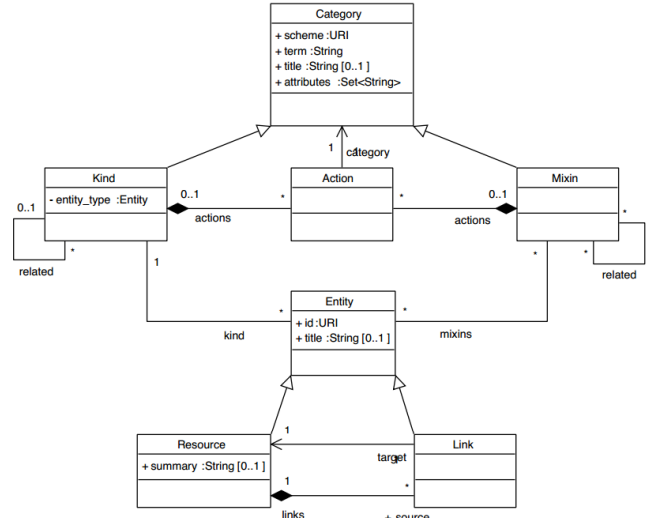 Category
+ scheme :URI
+ term :String
+ title :String [0..1 ]
+ attributes :Set<String>
1
category
Kind
- entity_type :Entity
Action
Mixin
0..1
0..1
*
actions
*
0..1
actions
*
*
related
*
related
1
*
Entity
+ id :URI
+ title :String [0..1 ]
*
*
kind
mixins
Resource
+ summary :String [0..1 ]
1
target
Link
1
*
links
+ source